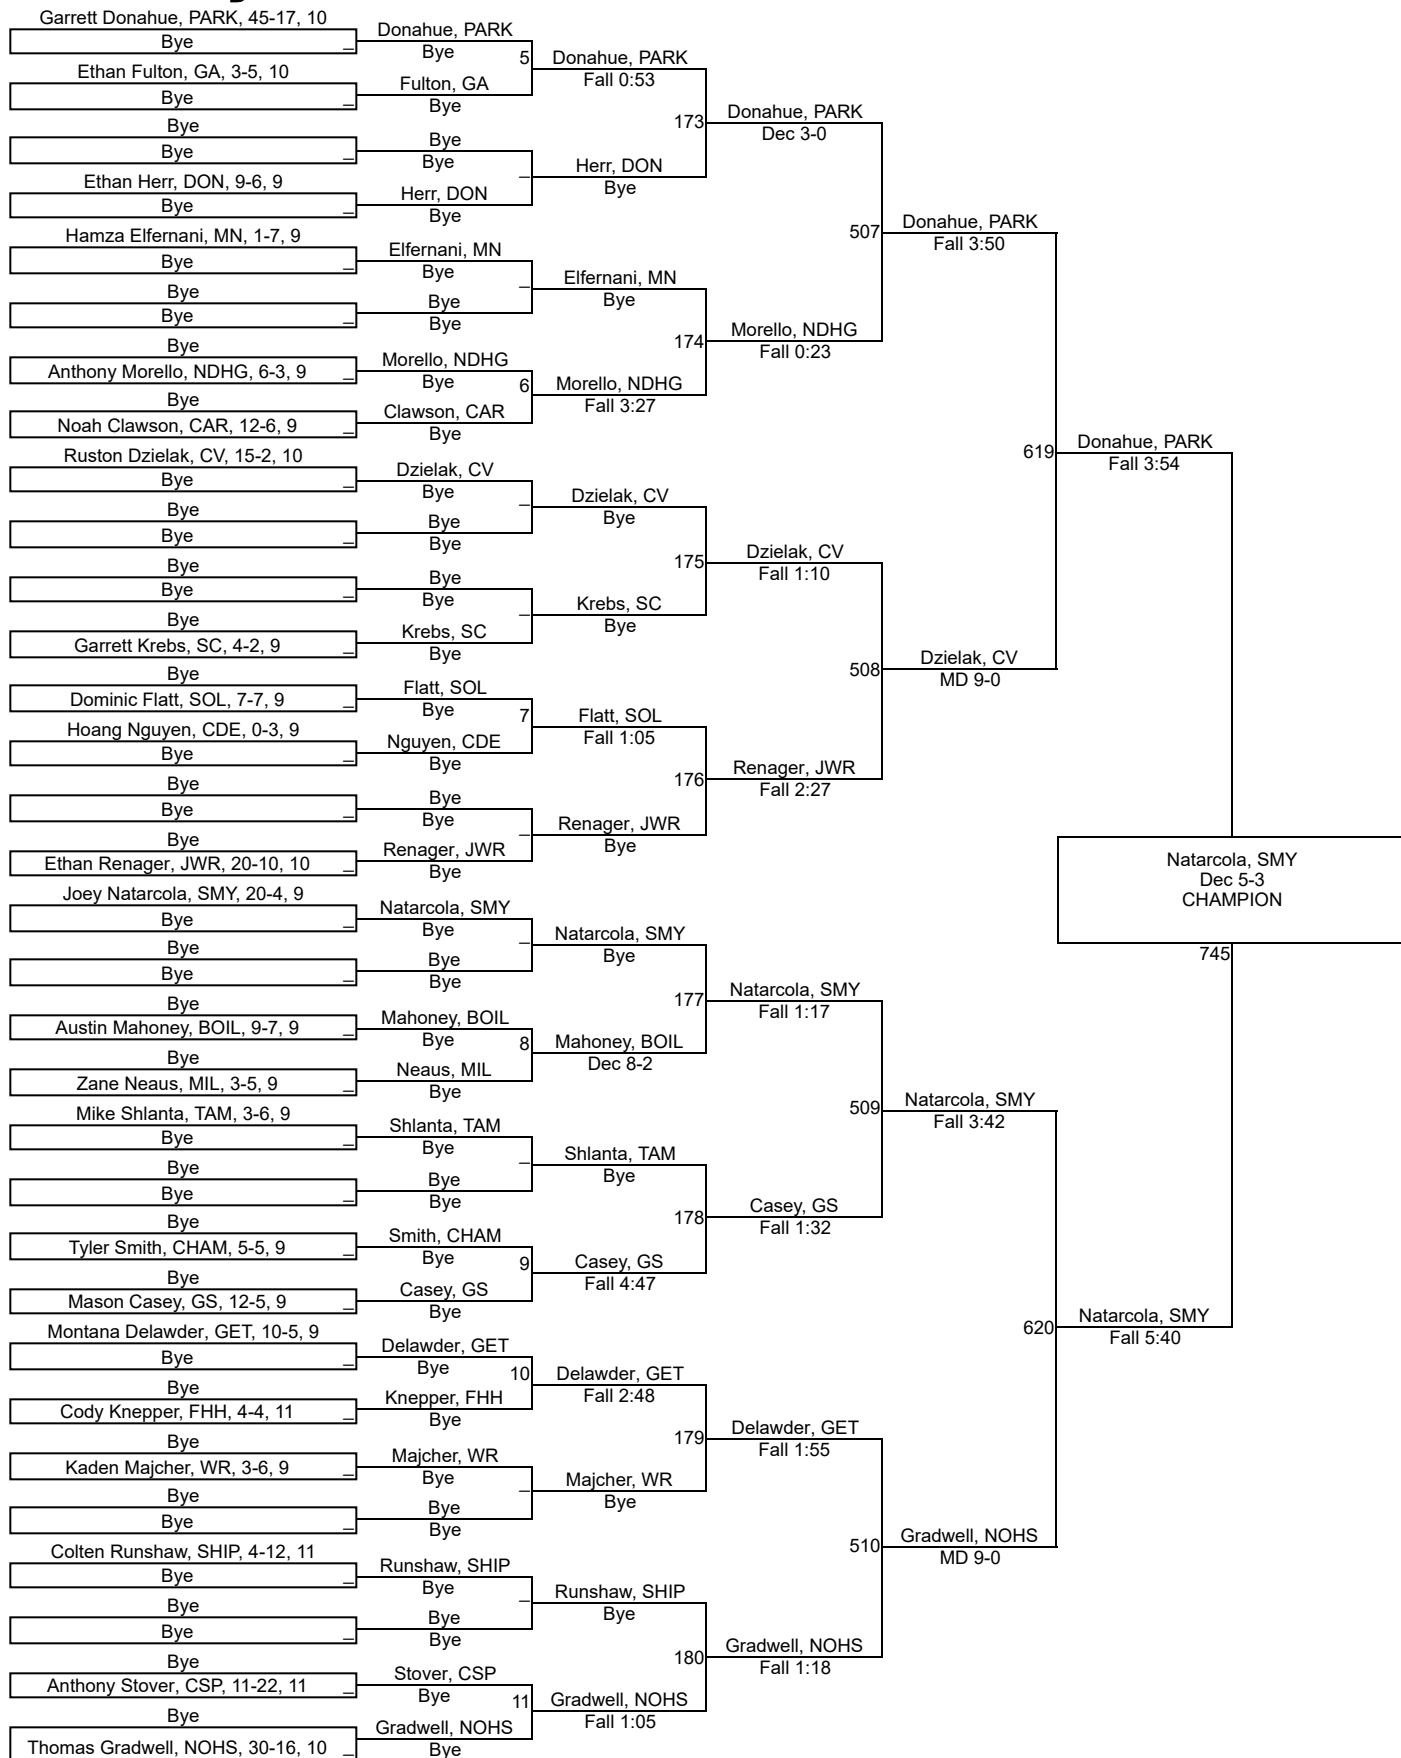 Garrett Donahue, PARK, 45-17, 10
Bye
_
Ethan Fulton, GA, 3-5, 10
Bye
_
Bye
Bye
_
Ethan Herr, DON, 9-6, 9
Bye
_
Hamza Elfernani, MN, 1-7, 9
Bye
_
Bye
Bye
_
Bye
Anthony Morello, NDHG, 6-3, 9
_
Bye
Noah Clawson, CAR, 12-6, 9
_
Ruston Dzielak, CV, 15-2, 10
Bye
_
Bye
Bye
_
Bye
Bye
_
Bye
Garrett Krebs, SC, 4-2, 9
_
Bye
Dominic Flatt, SOL, 7-7, 9
_
Hoang Nguyen, CDE, 0-3, 9
Bye
_
Bye
Bye
_
Bye
Ethan Renager, JWR, 20-10, 10
_
Joey Natarcola, SMY, 20-4, 9
Bye
_
Bye
Bye
_
Bye
Austin Mahoney, BOIL, 9-7, 9
_
Bye
Zane Neaus, MIL, 3-5, 9
_
Mike Shlanta, TAM, 3-6, 9
Bye
_
Bye
Bye
_
Bye
Tyler Smith, CHAM, 5-5, 9
_
Bye
Mason Casey, GS, 12-5, 9
_
Montana Delawder, GET, 10-5, 9
Bye
_
Bye
Cody Knepper, FHH, 4-4, 11
_
Bye
Kaden Majcher, WR, 3-6, 9
_
Bye
Bye
_
Colten Runshaw, SHIP, 4-12, 11
Bye
_
Bye
Bye
_
Bye
Anthony Stover, CSP, 11-22, 11
_
Bye
Thomas Gradwell, NOHS, 30-16, 10
_
Donahue, PARK
Bye
5
Fulton, GA
Bye
Bye
Bye
_
Herr, DON
Bye
Elfernani, MN
Bye
_
Bye
Bye
Morello, NDHG
Bye
6
Clawson, CAR
Bye
Dzielak, CV
Bye
_
Bye
Bye
Bye
Bye
_
Krebs, SC
Bye
Flatt, SOL
Bye
7
Nguyen, CDE
Bye
Bye
Bye
_
Renager, JWR
Bye
Natarcola, SMY
Bye
_
Bye
Bye
Mahoney, BOIL
Bye
8
Neaus, MIL
Bye
Shlanta, TAM
Bye
_
Bye
Bye
Smith, CHAM
Bye
9
Casey, GS
Bye
Delawder, GET
Bye
10
Knepper, FHH
Bye
Majcher, WR
Bye
_
Bye
Bye
Runshaw, SHIP
Bye
_
Bye
Bye
Stover, CSP
Bye
11
Gradwell, NOHS
Bye
Donahue, PARK
Fall 0:53
173
Herr, DON
Bye
Elfernani, MN
Bye
174
Morello, NDHG
Fall 3:27
Dzielak, CV
Bye
175
Krebs, SC
Bye
Flatt, SOL
Fall 1:05
176
Renager, JWR
Bye
Natarcola, SMY
Bye
177
Mahoney, BOIL
Dec 8-2
Shlanta, TAM
Bye
178
Casey, GS
Fall 4:47
Delawder, GET
Fall 2:48
179
Majcher, WR
Bye
Runshaw, SHIP
Bye
180
Gradwell, NOHS
Fall 1:05
Donahue, PARK
Dec 3-0
507
Morello, NDHG
Fall 0:23
Dzielak, CV
Fall 1:10
508
Renager, JWR
Fall 2:27
Natarcola, SMY
Fall 1:17
509
Casey, GS
Fall 1:32
Delawder, GET
Fall 1:55
510
Gradwell, NOHS
Fall 1:18
Donahue, PARK
Fall 3:50
619
Dzielak, CV
MD 9-0
Natarcola, SMY
Fall 3:42
620
Gradwell, NOHS
MD 9-0
Donahue, PARK
Fall 3:54
Natarcola, SMY
Dec 5-3
CHAMPION
745
Natarcola, SMY
Fall 5:40